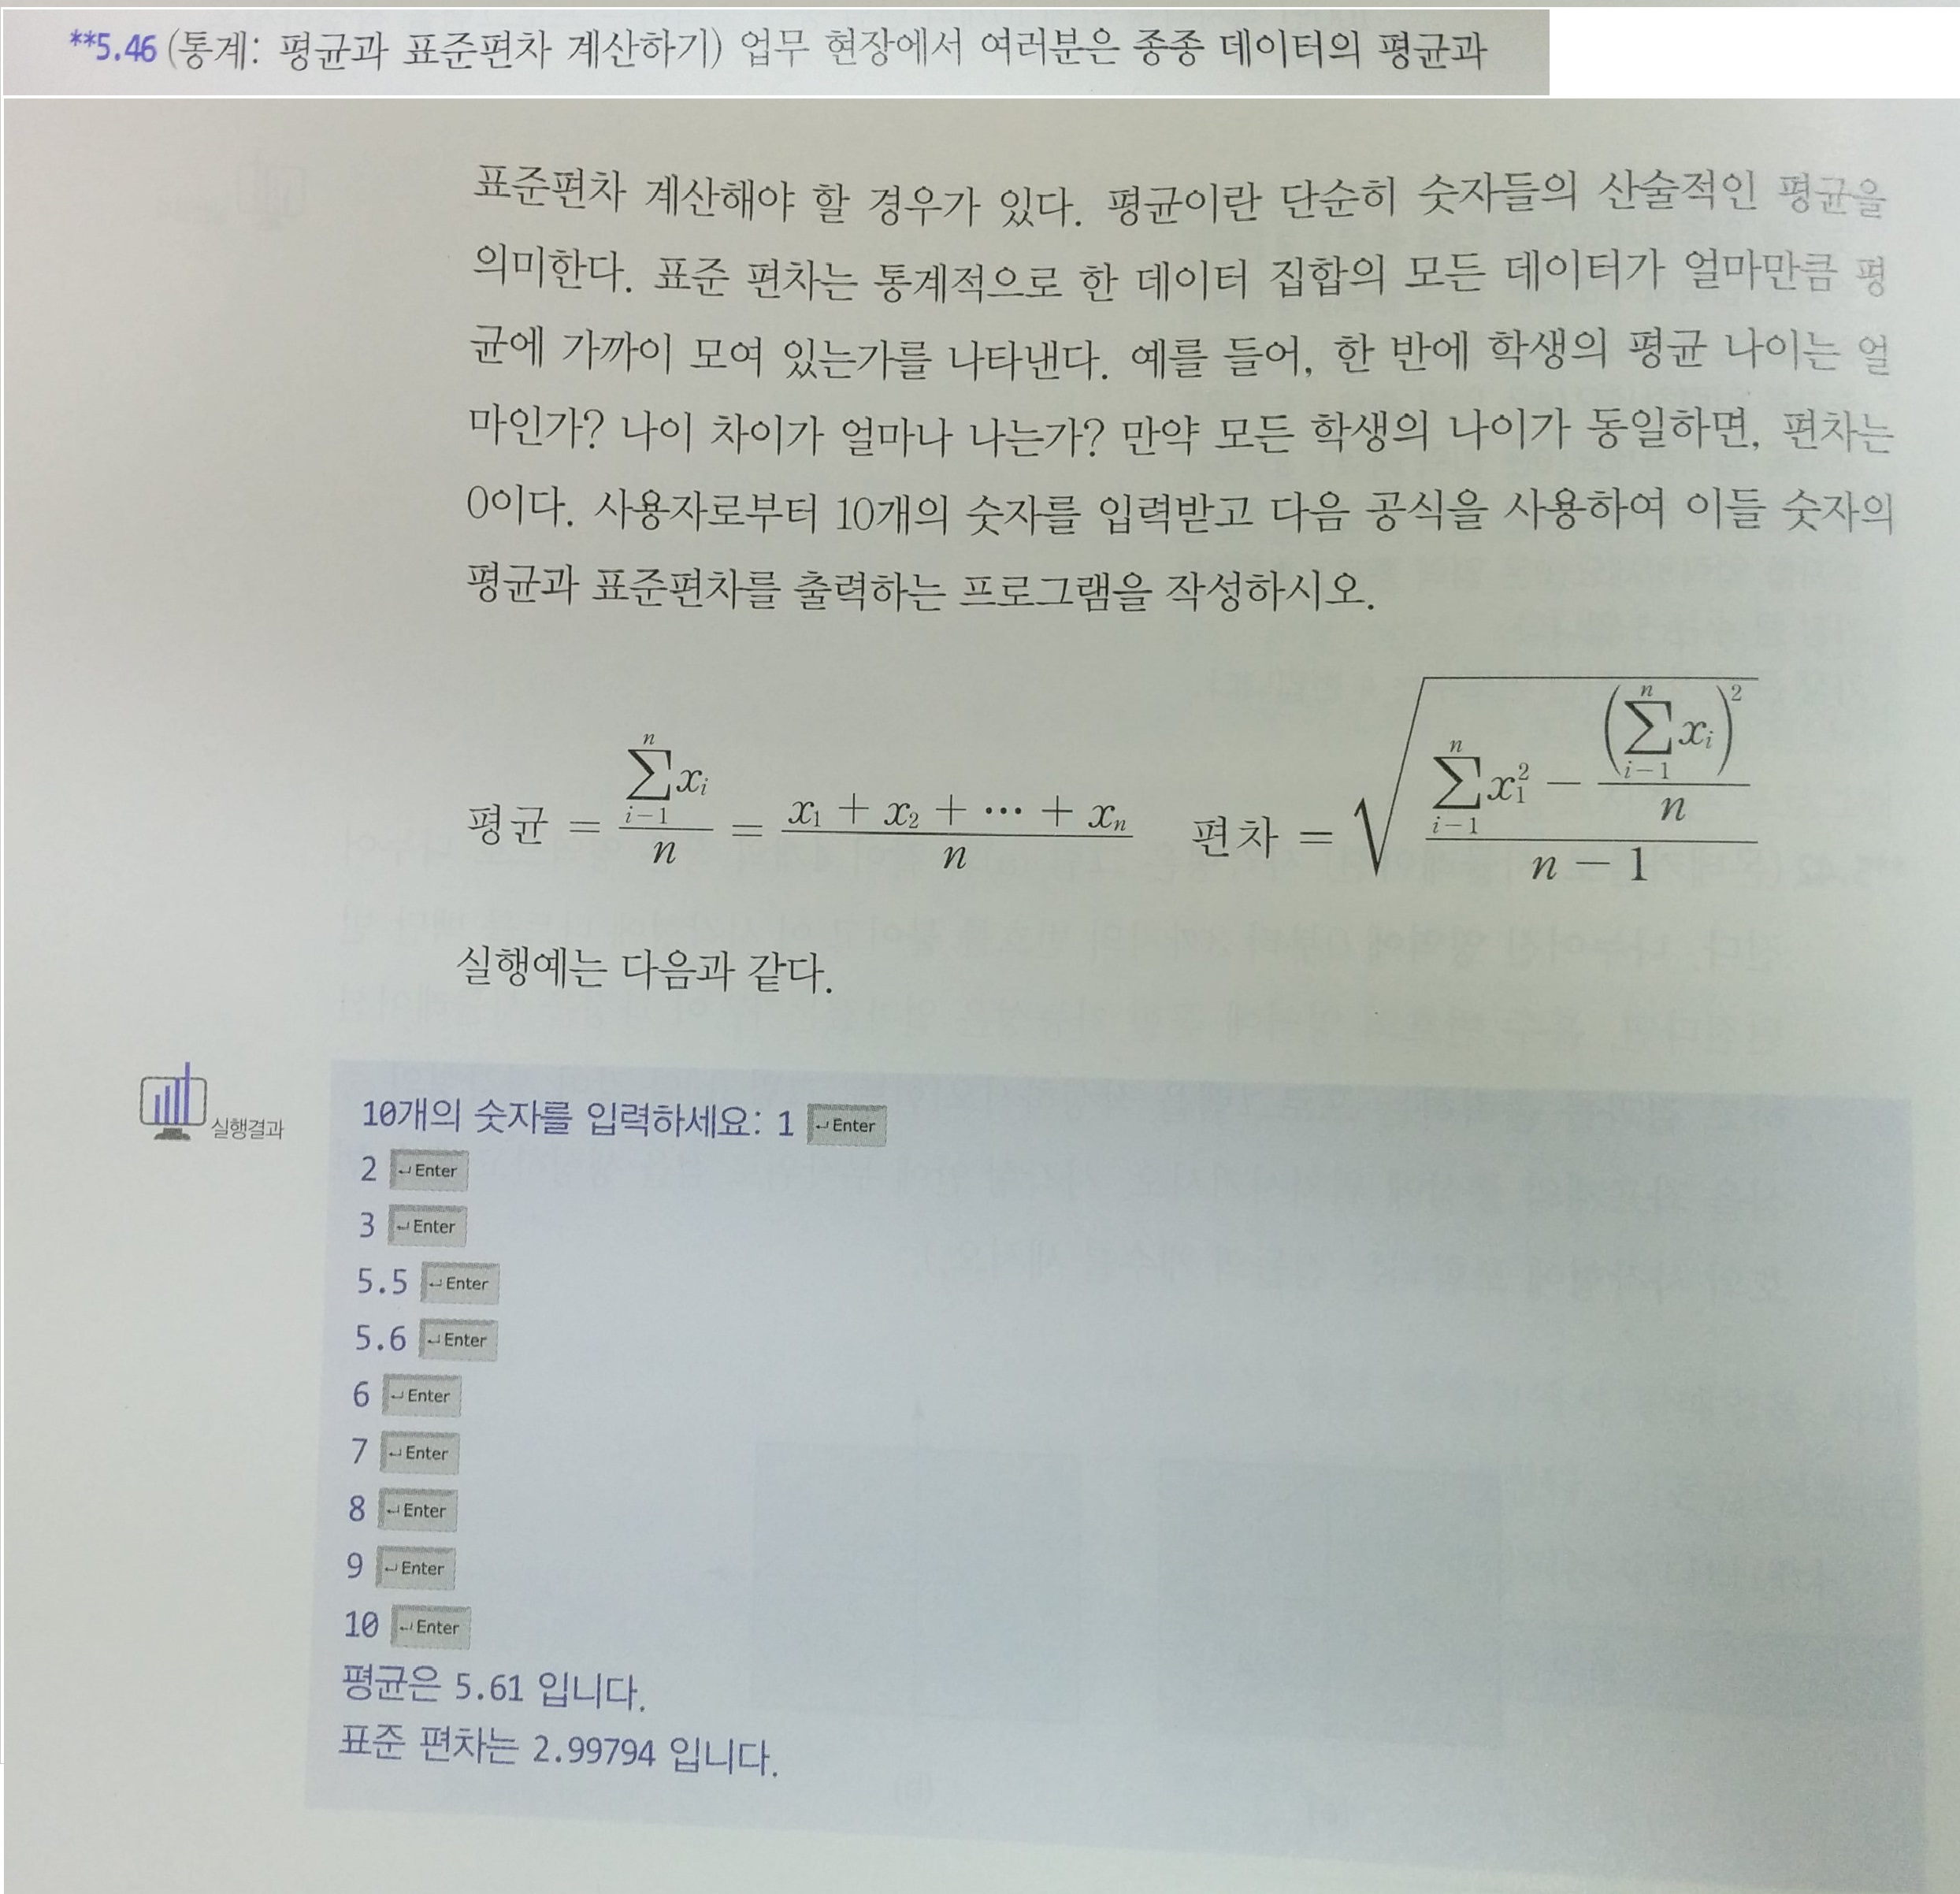 **5.46 (통계: 평균과 표준편차 계산하기) 업무 현장에서 여러분은 종종 데이터의 평균과
표준편차 계산해야 할 경우가 있다. 평균이란 단순히 숫자들의 산술적인 평균을
의미한다. 표준 편차는 통계적으로 한 데이터 집합의 모든 데이터가 얼마만큼 평
균에 가까이 모여 있는가를 나타낸다. 예를 들어, 한 반에 학생의 평균 나이는 얼
마인가? 나이 차이가 얼마나 나는가? 만약 모든 학생의 나이가 동일하면, 편차는
0이다. 사용자로부터 10개의 숫자를 입력받고 다음 공식을 사용하여 이들 숫자의
평균과 표준편차를 출력하는 프로그램을 작성하시오.
평균 = \frac{\sum_{i-1}^{n} x_i}{n} = \frac{x_1 + x_2 + \cdots + x_n}{n} 편차 = \sqrt{\frac{\sum_{i-1}^{n} x_1^2 - \frac{(\sum_{i-1}^{n} x_i)^2}{n}}{n - 1}}
실행예는 다음과 같다.
실행결과
10개의 숫자를 입력하세요: 1 ↵Enter
2 ↵Enter
3 ↵Enter
5.5 ↵Enter
5.6 ↵Enter
6 ↵Enter
7 ↵Enter
8 ↵Enter
9 ↵Enter
10 ↵Enter
평균은 5.61 입니다.
표준 편차는 2.99794 입니다.